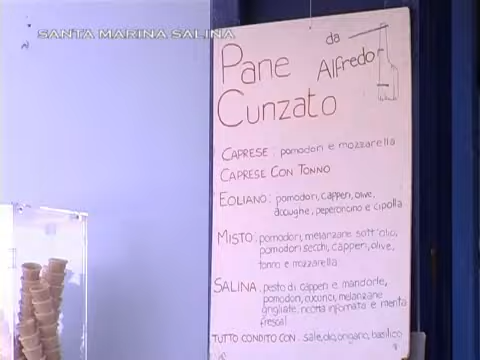 SANTA MARINA SALINA
Pane da
Cunzato Alfredo
CAPRESE: pomodori e mozzarella
CAPRESE CON TONNO
EOLIANO: pomodori, capperi, olive,
acciughe, peperoncino e cipolla
MISTO: pomodori, melanzane sott'olio,
pomodori secchi, capperi, olive,
tonno e mozzarella
SALINA: pesto di capperi e mandorle,
pomodori, cucunci, melanzane
grigliate, ricotta infornata e menta
fresca!
TUTTO CONDITO CON: sale, olio, origano, basilico